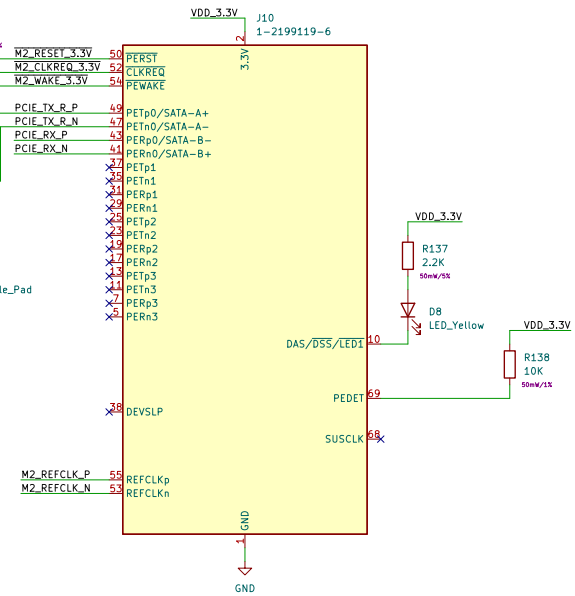 VDD_3.3V
J10
1-2199119-6
2
3.3V
M2_RESET_3.3V 50 PERST
M2_CLKREQ_3.3V 52 CLKREQ
M2_WAKE_3.3V 54 PEWAKE
PCIE_TX_R_P 49 PETp0/SATA-A+
PCIE_TX_R_N 47 PETn0/SATA-A-
PCIE_RX_P 43 PERp0/SATA-B-
PCIE_RX_N 41 PERn0/SATA-B+
37 PETp1
35 PETn1
31 PERp1
29 PERn1
25 PETp2
23 PETn2
19 PERp2
17 PERn2
13 PETp3
11 PETn3
7 PERp3
5 PERn3
le_Pad
VDD_3.3V
R137
2.2K
50mW/5%
D8
LED_Yellow
DAS/DSS/LED1 10
VDD_3.3V
R138
10K
50mW/1%
PEDET 69
38 DEVSLP
SUSCLK 68
M2_REFCLK_P 55 REFCLKp
M2_REFCLK_N 53 REFCLKn
GND
1
GND